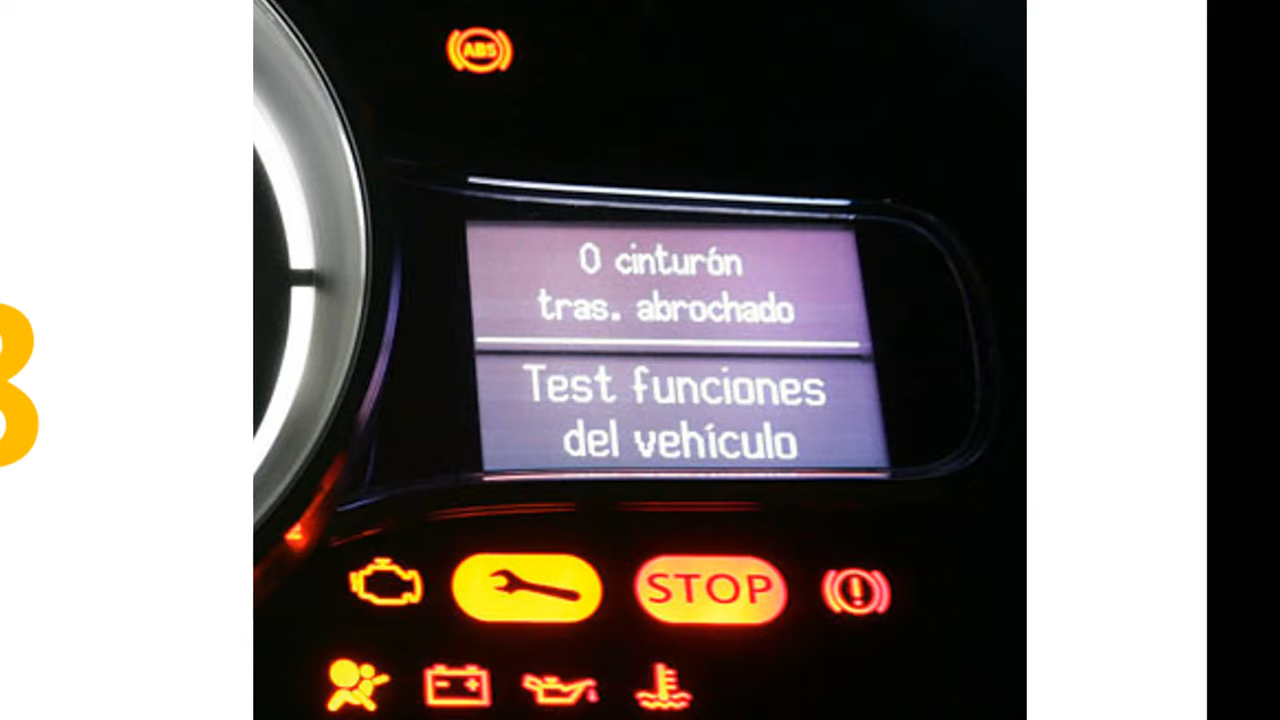 ABS
0 cinturón
tras. abrochado
Test funciones
del vehículo
STOP